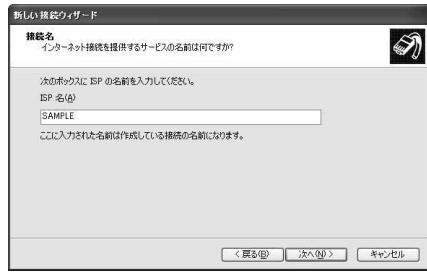 新しい接続ウィザード
接続名
インターネット接続を提供するサービスの名前は何ですか?
次のボックスに ISP の名前を入力してください。
ISP 名(A)
SAMPLE
ここに入力された名前は作成している接続の名前になります。
< 戻る(B) 次へ(N) > キャンセル